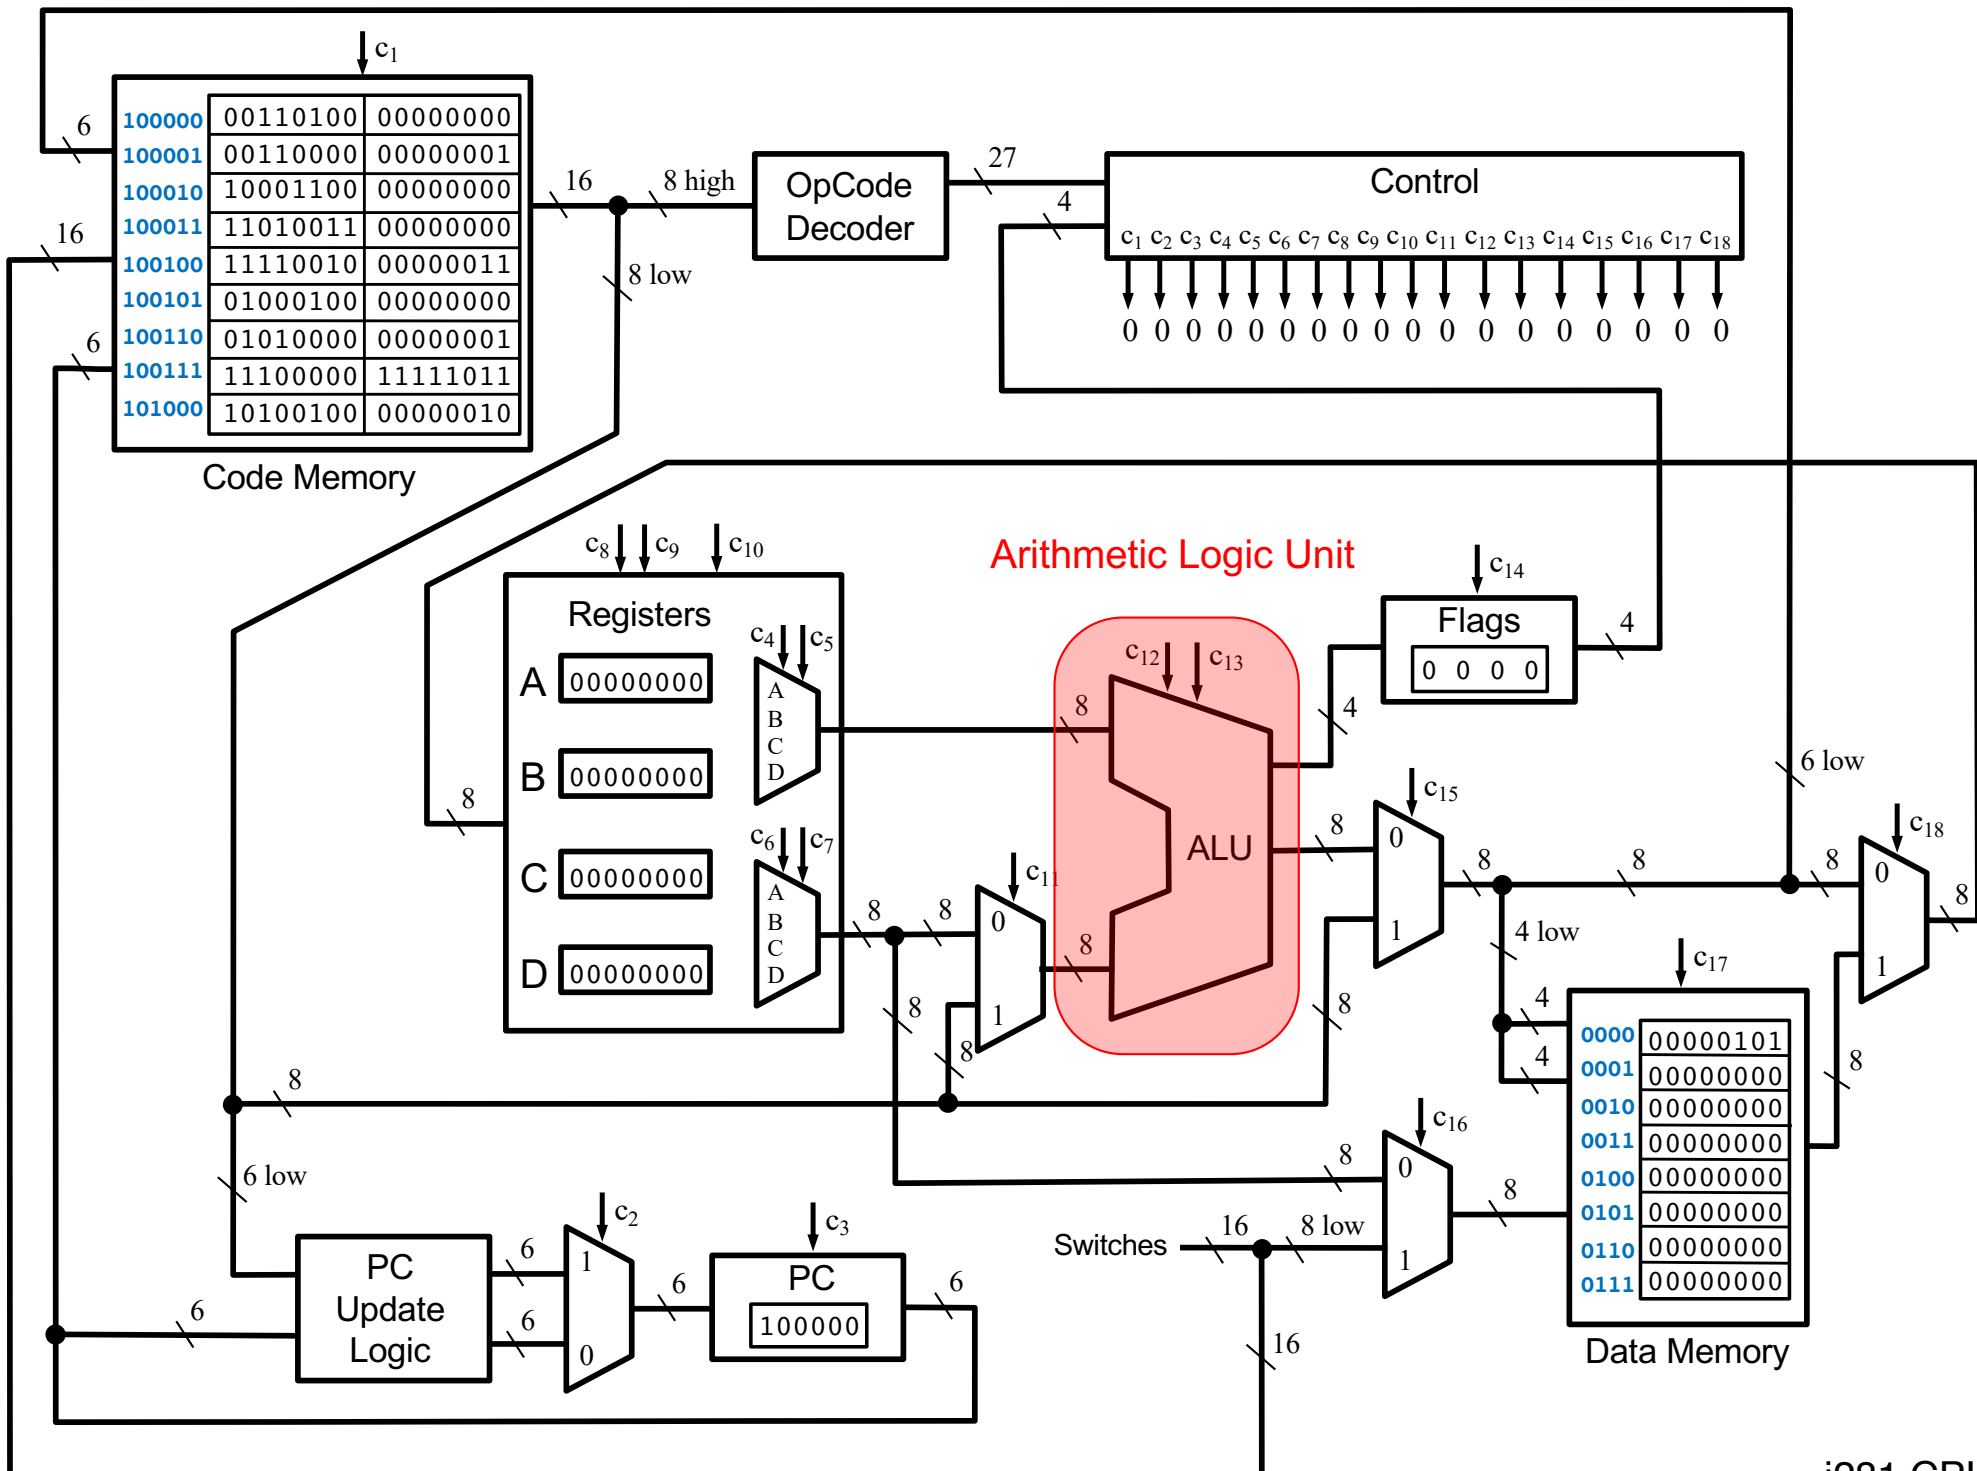 c1
100000 00110100 00000000
100001 00110000 00000001
100010 10001100 00000000
100011 11010011 00000000
100100 11110010 00000011
100101 01000100 00000000
100110 01010000 00000001
100111 11100000 11111011
101000 10100100 00000010
Code Memory
6
16
6
16
8 high
8 low
OpCode
Decoder
27
4
Control
c1 c2 c3 c4 c5 c6 c7 c8 c9 c10 c11 c12 c13 c14 c15 c16 c17 c18
0 0 0 0 0 0 0 0 0 0 0 0 0 0 0 0 0 0
c8 c9 c10
Registers
A 00000000
B 00000000
C 00000000
D 00000000
8
c4 c5
A
B
C
D
c6 c7
A
B
C
D
8
8
8
c11
0
1
8
8
Arithmetic Logic Unit
c12 c13
8
8
ALU
c14
Flags
0 0 0 0
4
4
8
c15
0
1
8
8
8
6 low
8
c18
0
1
8
4 low
4
4
c17
0000 00000101
0001 00000000
0010 00000000
0011 00000000
0100 00000000
0101 00000000
0110 00000000
0111 00000000
Data Memory
8
c16
0
1
8
8
Switches
16
8 low
16
6 low
6
PC
Update
Logic
6
6
c2
1
0
6
c3
PC
100000
6